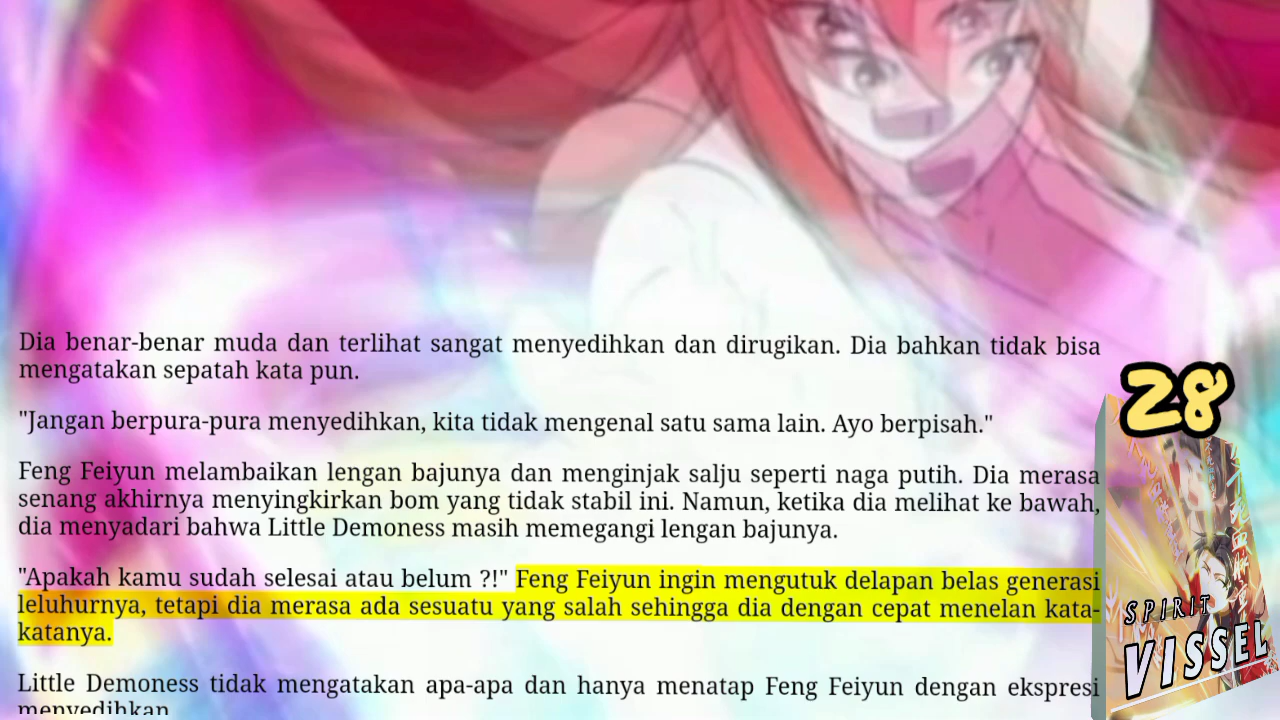 Dia benar-benar muda dan terlihat sangat menyedihkan dan dirugikan. Dia bahkan tidak bisa
mengatakan sepatah kata pun.
"Jangan berpura-pura menyedihkan, kita tidak mengenal satu sama lain. Ayo berpisah."
Feng Feiyun melambaikan lengan bajunya dan menginjak salju seperti naga putih. Dia merasa
senang akhirnya menyingkirkan bom yang tidak stabil ini. Namun, ketika dia melihat ke bawah,
dia menyadari bahwa Little Demoness masih memegangi lengan bajunya.
"Apakah kamu sudah selesai atau belum ?!" Feng Feiyun ingin mengutuk delapan belas generasi
leluhurnya, tetapi dia merasa ada sesuatu yang salah sehingga dia dengan cepat menelan kata-
katanya.
Little Demoness tidak mengatakan apa-apa dan hanya menatap Feng Feiyun dengan ekspresi
menyedihkan
28
SPIRIT
VISSEL